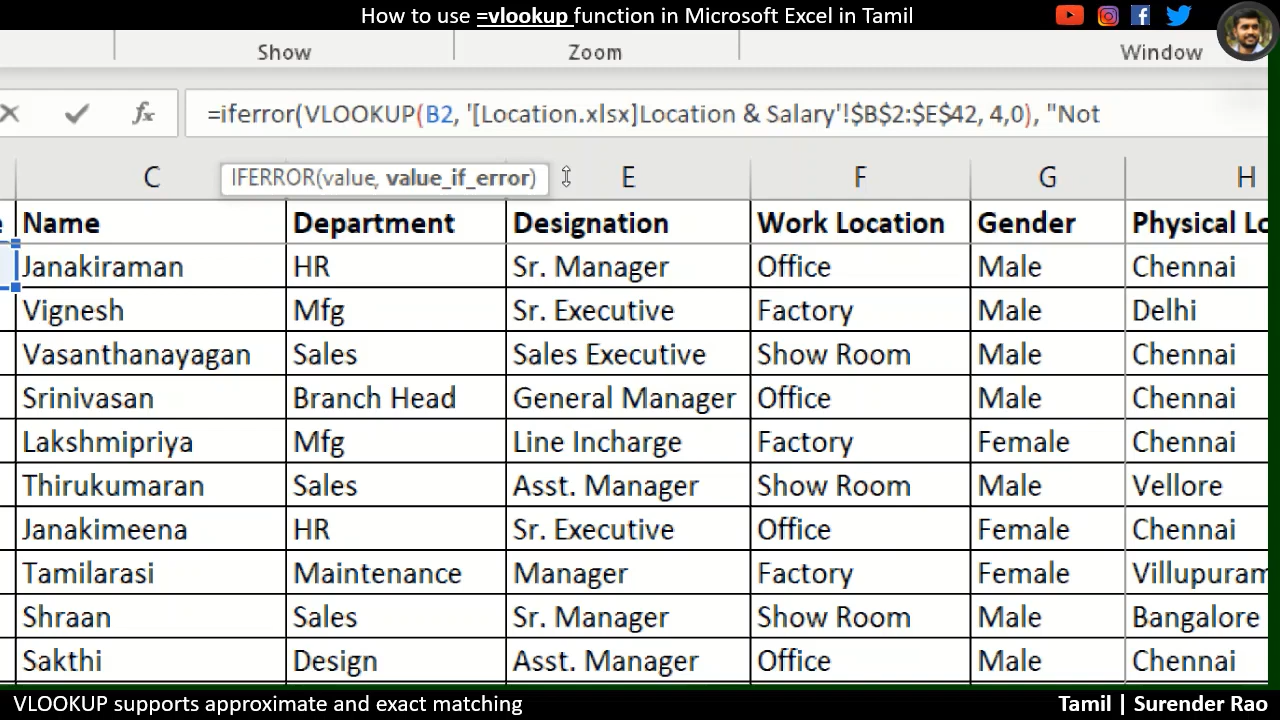 How to use =vlookup function in Microsoft Excel in Tamil
Show Zoom Window
fx =iferror(VLOOKUP(B2, '[Location.xlsx]Location & Salary'!$B$2:$E$42, 4,0), "Not
C E F G H
IFERROR(value, value_if_error)
Name Department Designation Work Location Gender Physical Lo
Janakiraman HR Sr. Manager Office Male Chennai
Vignesh Mfg Sr. Executive Factory Male Delhi
Vasanthanayagan Sales Sales Executive Show Room Male Chennai
Srinivasan Branch Head General Manager Office Male Chennai
Lakshmipriya Mfg Line Incharge Factory Female Chennai
Thirukumaran Sales Asst. Manager Show Room Male Vellore
Janakimeena HR Sr. Executive Office Female Chennai
Tamilarasi Maintenance Manager Factory Female Villupuram
Shraan Sales Sr. Manager Show Room Male Bangalore
Sakthi Design Asst. Manager Office Male Chennai
VLOOKUP supports approximate and exact matching Tamil | Surender Rao